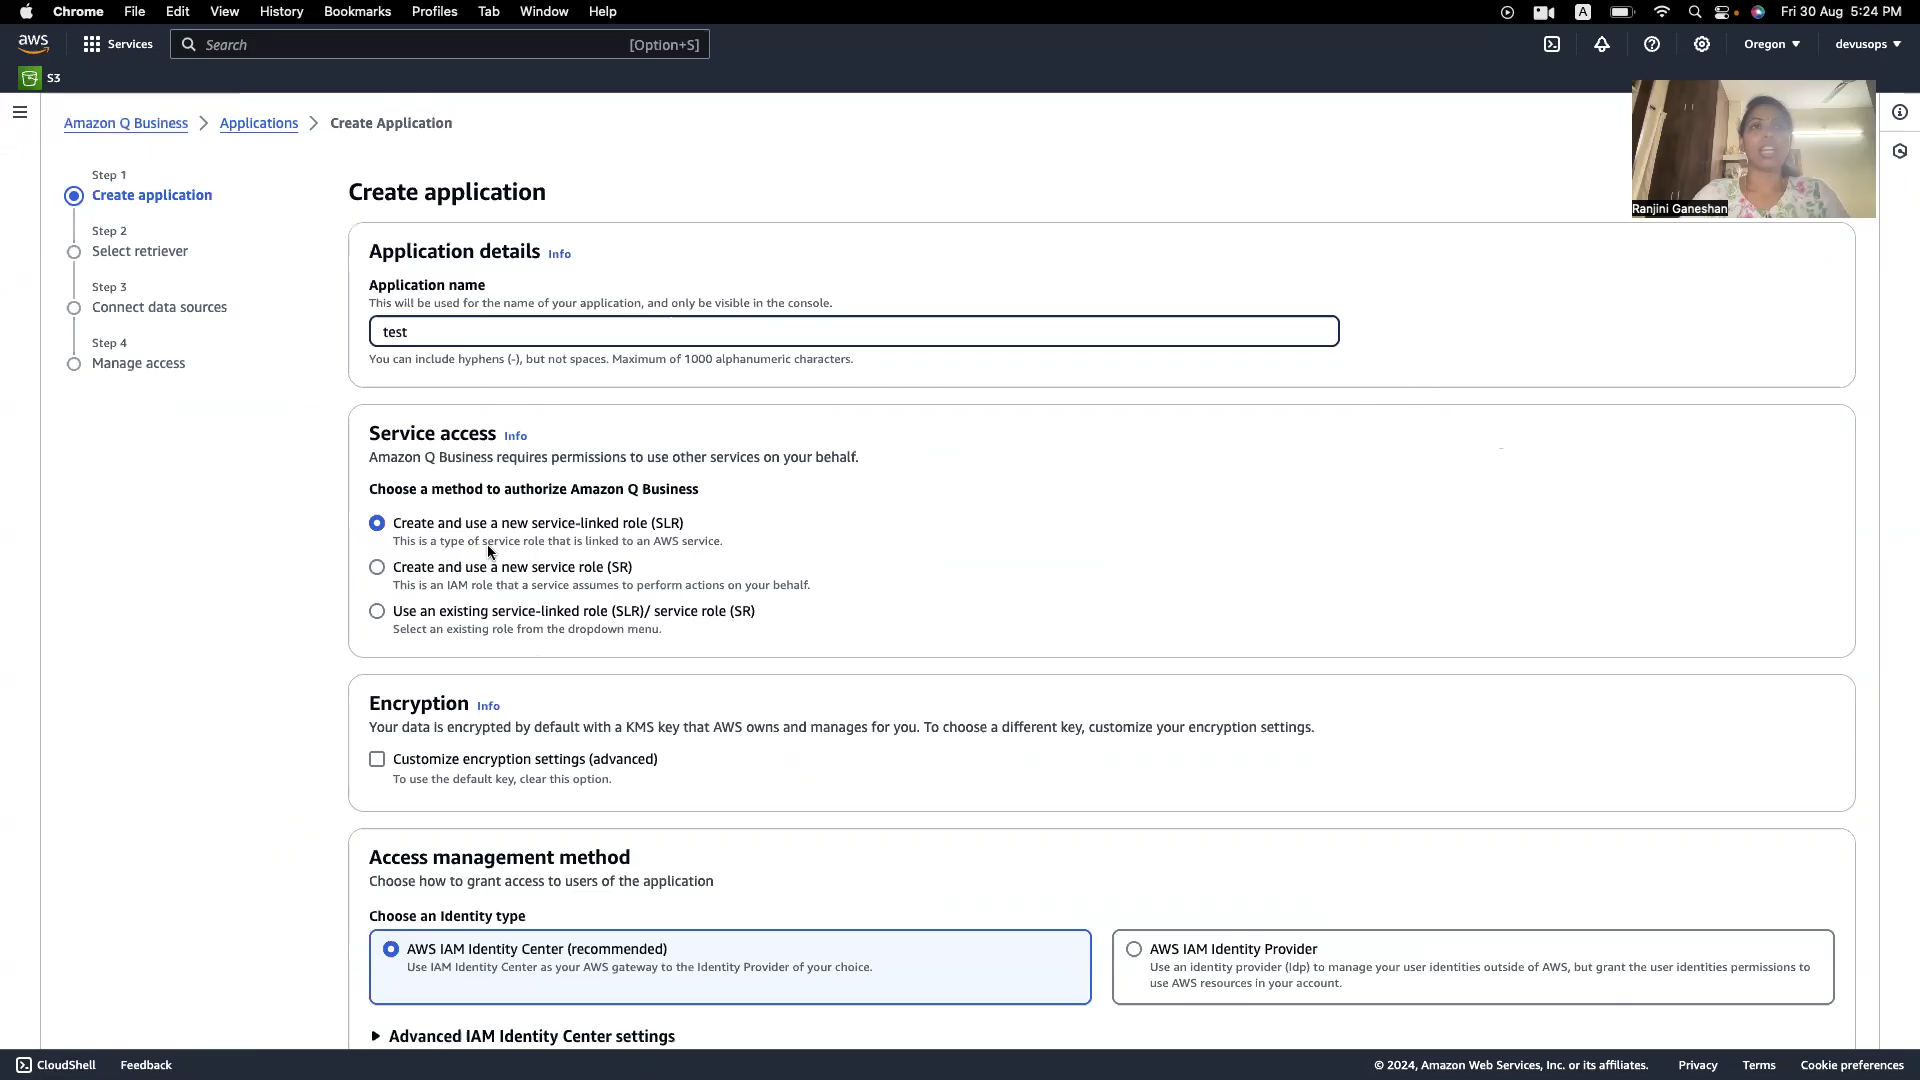 Chrome File Edit View History Bookmarks Profiles Tab Window Help A Fri 30 Aug 5:24 PM
aws Services Search [Option+S] Oregon devusops
S3
Amazon Q Business Applications Create Application
Ranjini Ganeshan
Step 1
Create application
Step 2
Select retriever
Step 3
Connect data sources
Step 4
Manage access
Create application
Application details Info
Application name
This will be used for the name of your application, and only be visible in the console.
test
You can include hyphens (-), but not spaces. Maximum of 1000 alphanumeric characters.
Service access Info
Amazon Q Business requires permissions to use other services on your behalf.
Choose a method to authorize Amazon Q Business
Create and use a new service-linked role (SLR)
This is a type of service role that is linked to an AWS service.
Create and use a new service role (SR)
This is an IAM role that a service assumes to perform actions on your behalf.
Use an existing service-linked role (SLR)/ service role (SR)
Select an existing role from the dropdown menu.
Encryption Info
Your data is encrypted by default with a KMS key that AWS owns and manages for you. To choose a different key, customize your encryption settings.
Customize encryption settings (advanced)
To use the default key, clear this option.
Access management method
Choose how to grant access to users of the application
Choose an Identity type
AWS IAM Identity Center (recommended)
Use IAM Identity Center as your AWS gateway to the Identity Provider of your choice.
AWS IAM Identity Provider
Use an identity provider (Idp) to manage your user identities outside of AWS, but grant the user identities permissions to
use AWS resources in your account.
Advanced IAM Identity Center settings
CloudShell Feedback © 2024, Amazon Web Services, Inc. or its affiliates. Privacy Terms Cookie preferences